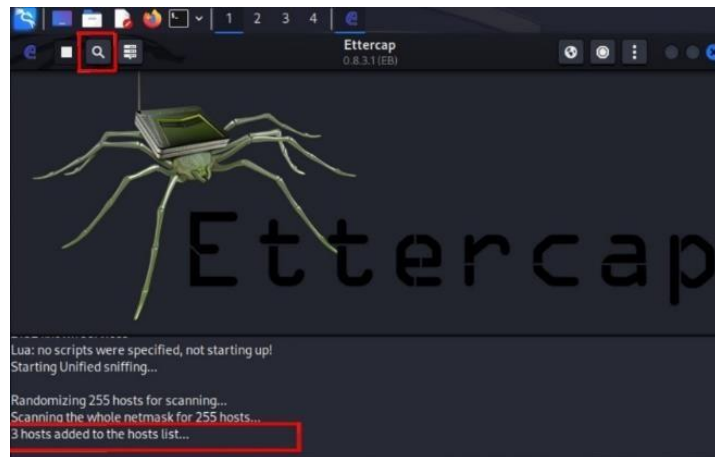 1 2 3 4
Ettercap
0.8.3.1 (EB)
Ettercap
Lua: no scripts were specified, not starting up!
Starting Unified sniffing...
Randomizing 255 hosts for scanning...
Scanning the whole netmask for 255 hosts...
3 hosts added to the hosts list...